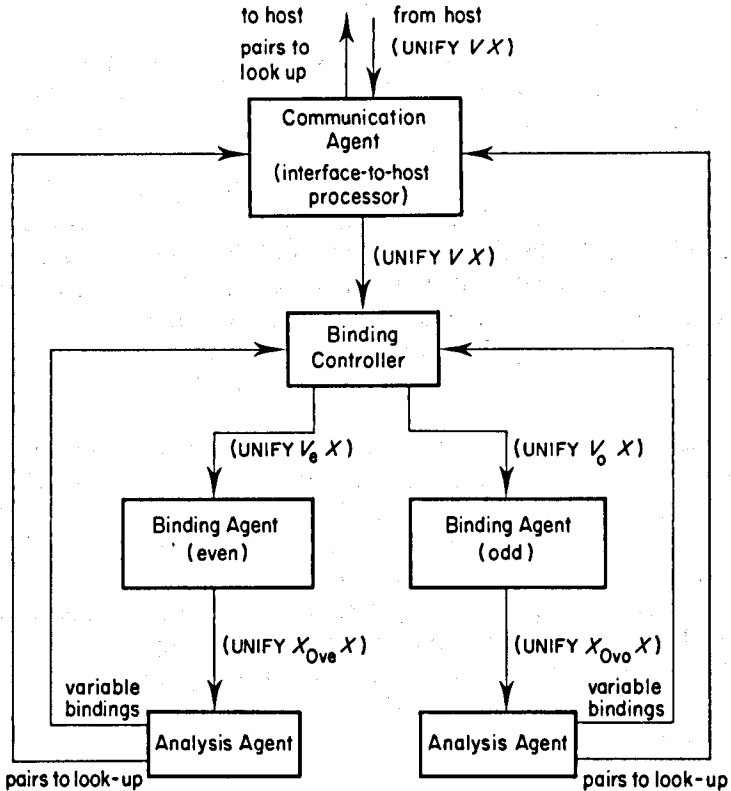 to host
pairs to
look up
from host
(UNIFY VX)
Communication
Agent
(interface-to-host
processor)
(UNIFY VX)
Binding
Controller
(UNIFY Ve X)
(UNIFY Vo X)
Binding Agent
(even)
Binding Agent
(odd)
(UNIFY XOve X)
(UNIFY XOvo X)
variable
bindings
variable
bindings
Analysis Agent
Analysis Agent
pairs to look-up
pairs to look-up